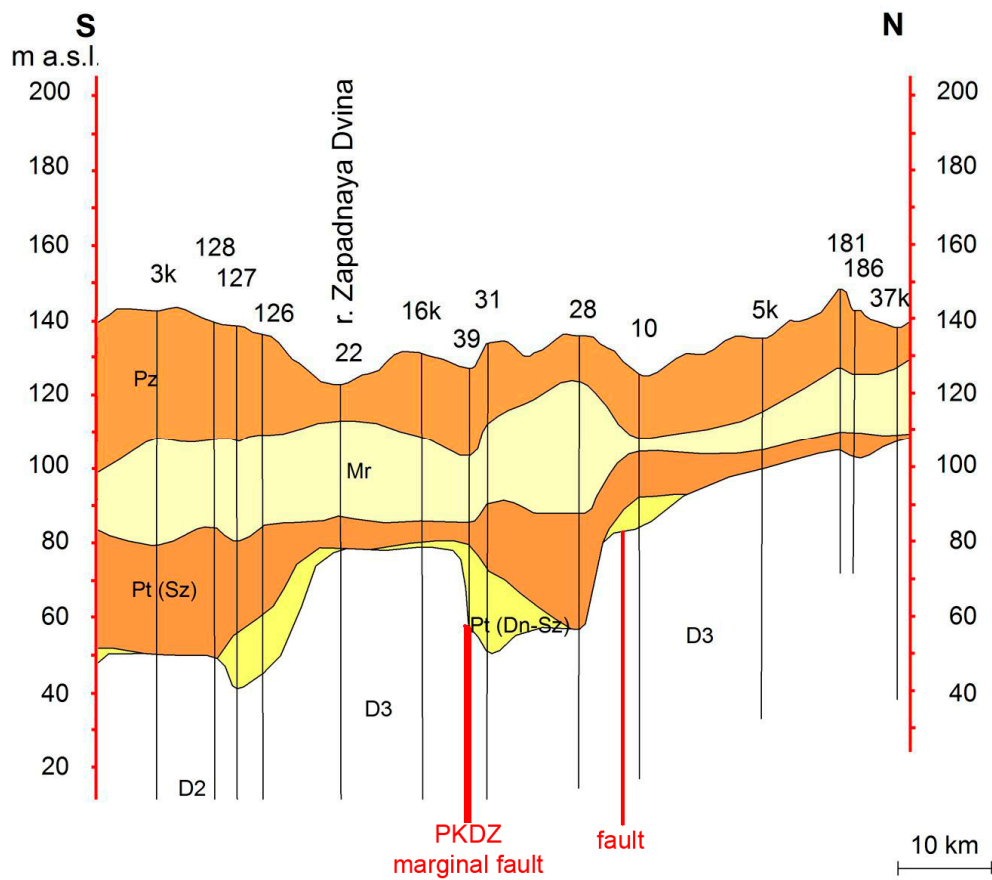 S
N
m a.s.l.
200
180
160
140
120
100
80
60
40
20
200
180
160
140
120
100
80
60
40
r. Zapadnaya Dvina
3k
128
127
126
22
16k
39
31
28
10
5k
181
186
37k
Pz
Mr
Pt (Sz)
Pt (Dn-Sz)
D3
D3
D2
PKDZ
marginal fault
fault
10 km